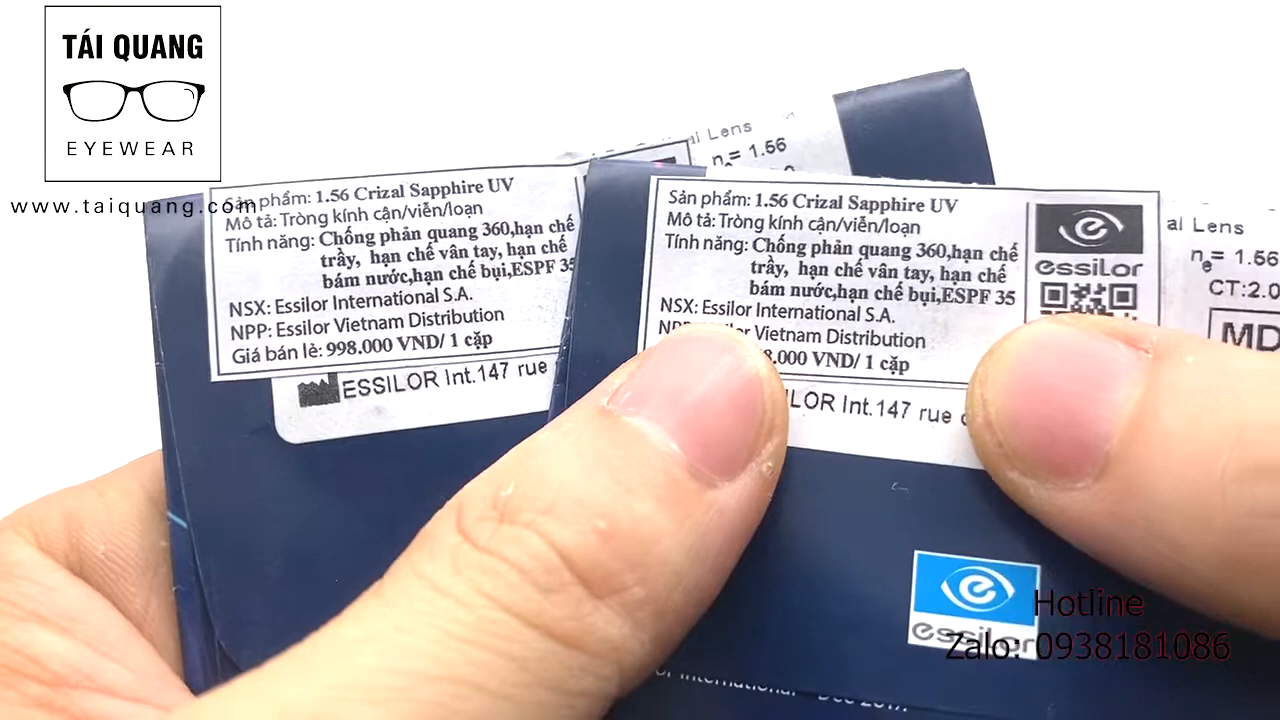 TÁI QUANG
EYEWEAR
www.taiquang.com
Sản phẩm: 1.56 Crizal Sapphire UV
Mô tả: Tròng kính cận/viễn/loạn
Tính năng: Chống phản quang 360,hạn chế
trầy, hạn chế vân tay, hạn chế
bám nước,hạn chế bụi,ESPF 35
NSX: Essilor International S.A.
NPP: Essilor Vietnam Distribution
Giá bán lẻ: 998.000 VND/ 1 cặp
ESSILOR Int.147 rue
Lens
n = 1.56
Sản phẩm: 1.56 Crizal Sapphire UV
Mô tả: Tròng kính cận/viễn/loạn
Tính năng: Chống phản quang 360,hạn chế
trầy, hạn chế vân tay, hạn chế
bám nước,hạn chế bụi,ESPF 35
NSX: Essilor International S.A.
Vietnam Distribution
8.000 VND/ 1 cặp
LOR Int.147 rue
essilor
al Lens
ne= 1.56
CT:2.0
MD
essilor
Hotline
Zalo: 0938181086
International - Dec 2017.